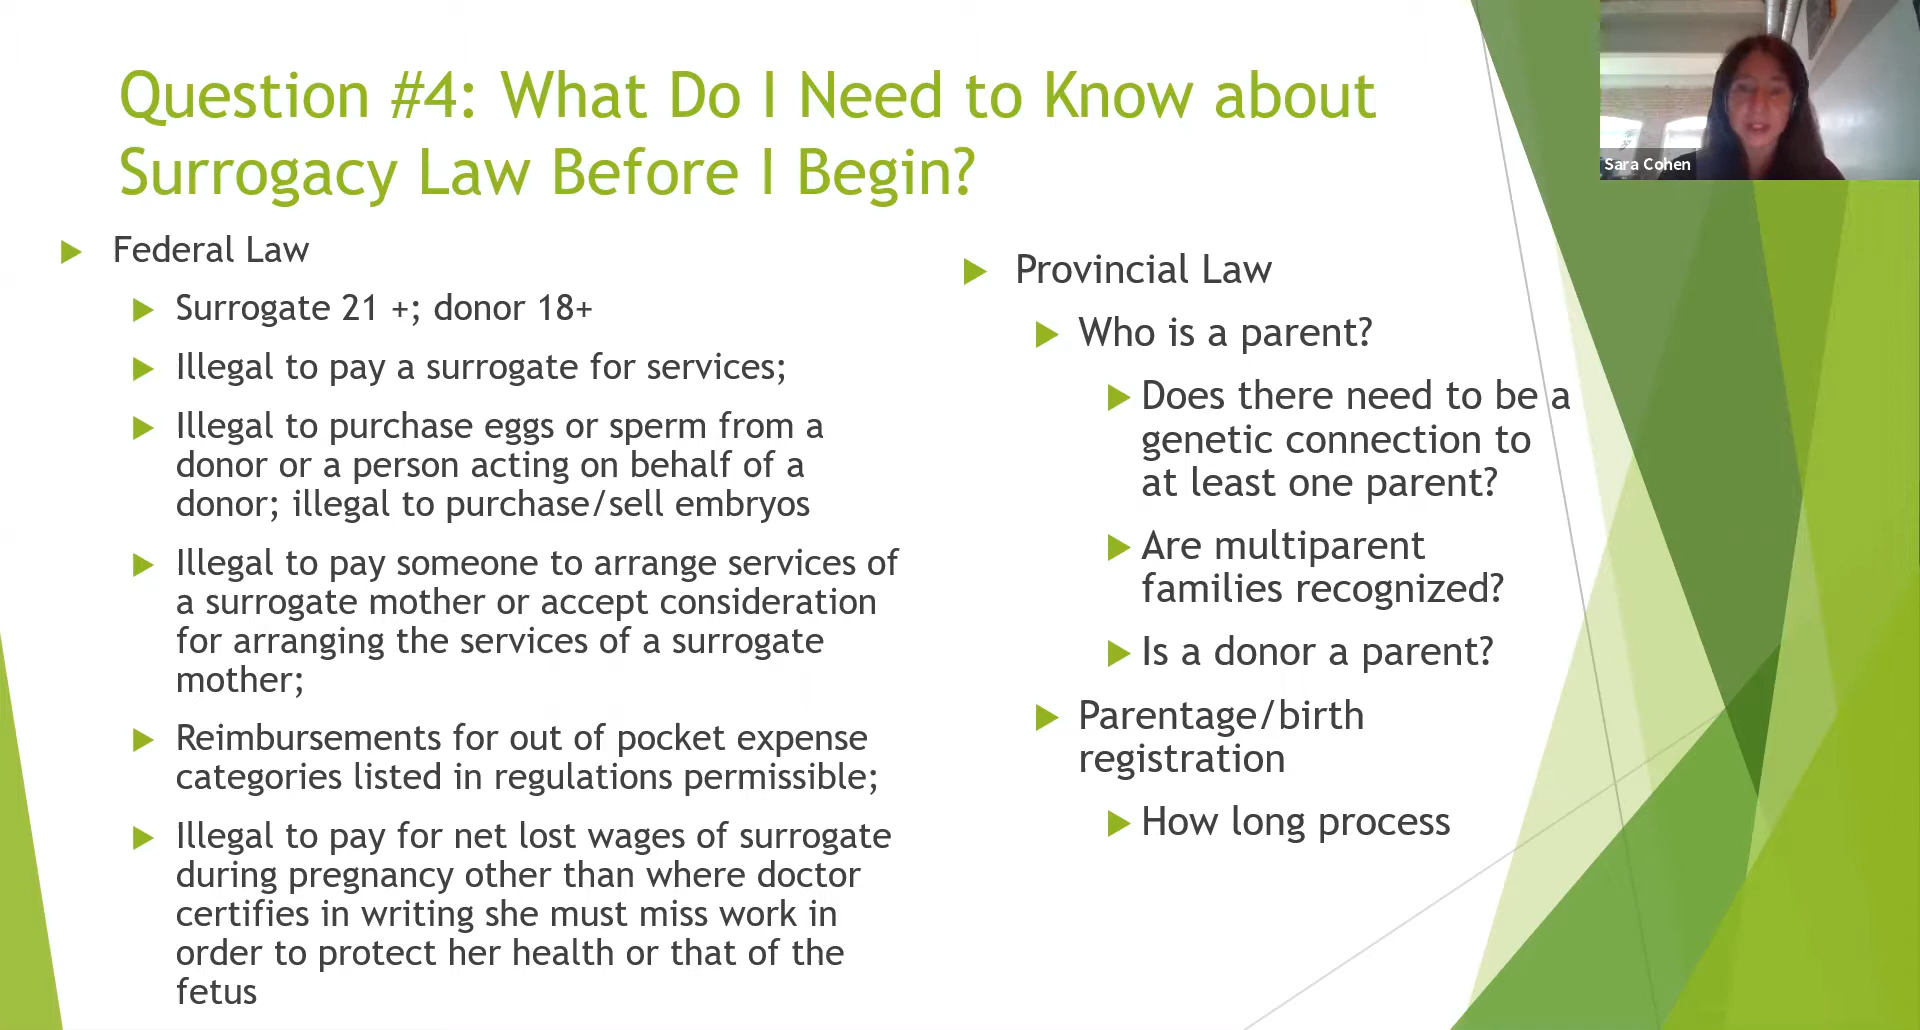 Question #4: What Do I Need to Know about
Surrogacy Law Before I Begin?
Sara Cohen
Federal Law
Surrogate 21 +; donor 18+
Illegal to pay a surrogate for services;
Illegal to purchase eggs or sperm from a
donor or a person acting on behalf of a
donor; illegal to purchase/sell embryos
Illegal to pay someone to arrange services of
a surrogate mother or accept consideration
for arranging the services of a surrogate
mother;
Reimbursements for out of pocket expense
categories listed in regulations permissible;
Illegal to pay for net lost wages of surrogate
during pregnancy other than where doctor
certifies in writing she must miss work in
order to protect her health or that of the
fetus
Provincial Law
Who is a parent?
Does there need to be a
genetic connection to
at least one parent?
Are multiparent
families recognized?
Is a donor a parent?
Parentage/birth
registration
How long process